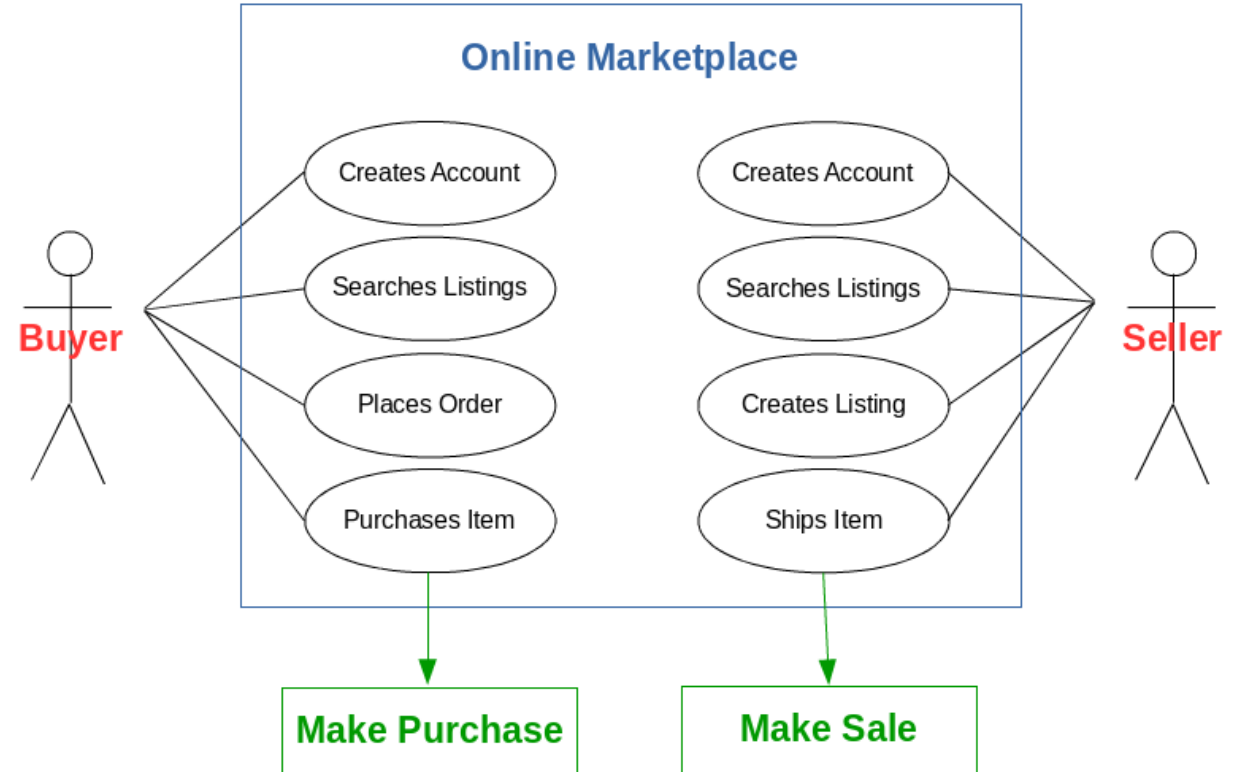 Online Marketplace
Creates Account
Creates Account
Searches Listings
Searches Listings
Buyer
Seller
Places Order
Creates Listing
Purchases Item
Ships Item
Make Purchase
Make Sale